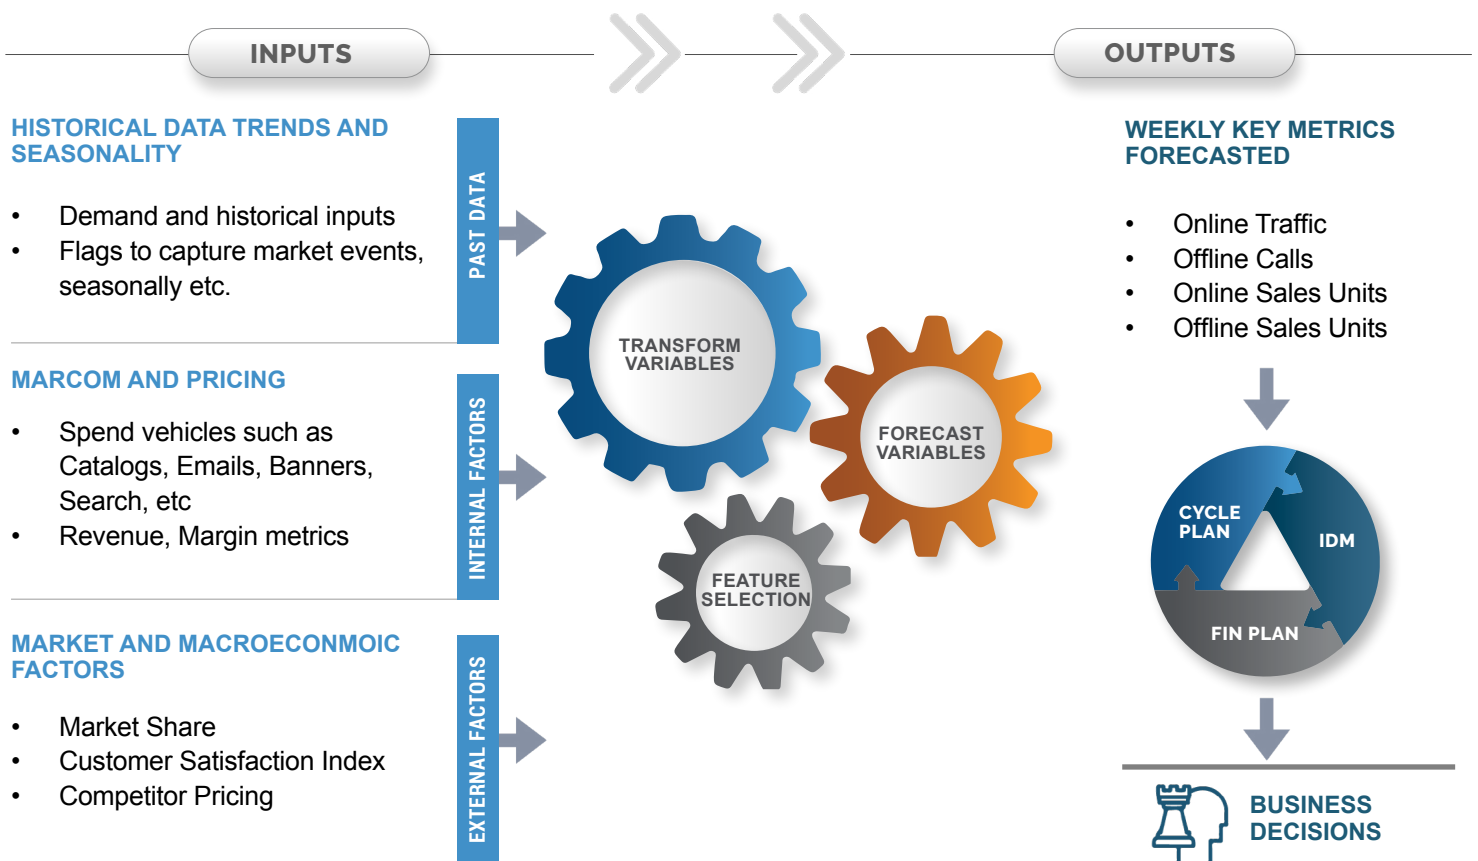 INPUTS
OUTPUTS
HISTORICAL DATA TRENDS AND
SEASONALITY
• Demand and historical inputs
• Flags to capture market events,
seasonally etc.
PAST DATA
MARCOM AND PRICING
• Spend vehicles such as
Catalogs, Emails, Banners,
Search, etc
• Revenue, Margin metrics
INTERNAL FACTORS
MARKET AND MACROECONMOIC
FACTORS
• Market Share
• Customer Satisfaction Index
• Competitor Pricing
EXTERNAL FACTORS
TRANSFORM
VARIABLES
FORECAST
VARIABLES
FEATURE
SELECTION
WEEKLY KEY METRICS
FORECASTED
• Online Traffic
• Offline Calls
• Online Sales Units
• Offline Sales Units
CYCLE
PLAN
IDM
FIN PLAN
BUSINESS
DECISIONS